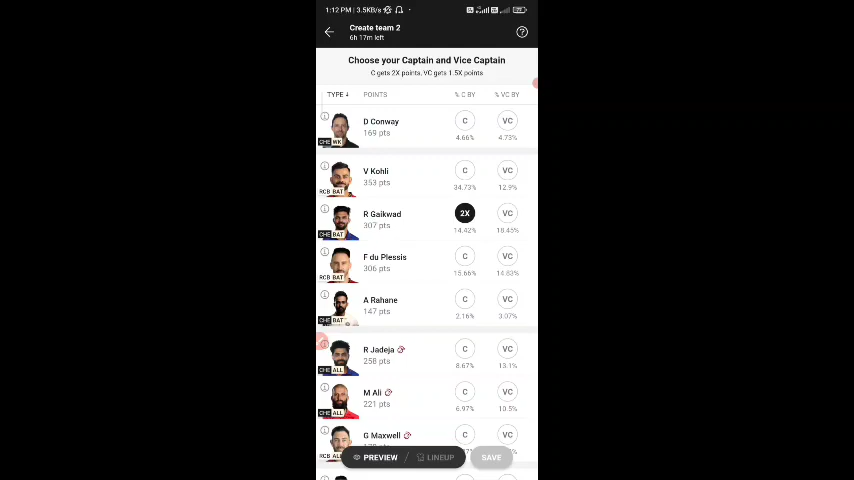 1:12 PM | 3.5KB/s
Create team 2
6h 17m left
Choose your Captain and Vice Captain
C gets 2X points, VC gets 1.5X points
TYPE POINTS % C BY % VC BY
D Conway
169 pts
CHE WK
C VC
4.66% 4.73%
V Kohli
353 pts
RCB BAT
C VC
34.73% 12.9%
R Gaikwad
307 pts
CHE BAT
2X VC
14.42% 18.45%
F du Plessis
306 pts
RCB BAT
C VC
15.66% 14.83%
A Rahane
147 pts
CHE BAT
C VC
2.16% 3.07%
R Jadeja
258 pts
CHE ALL
C VC
8.67% 13.1%
M Ali
221 pts
CHE ALL
C VC
6.97% 10.5%
G Maxwell
RCB ALL
C VC
PREVIEW / LINEUP SAVE